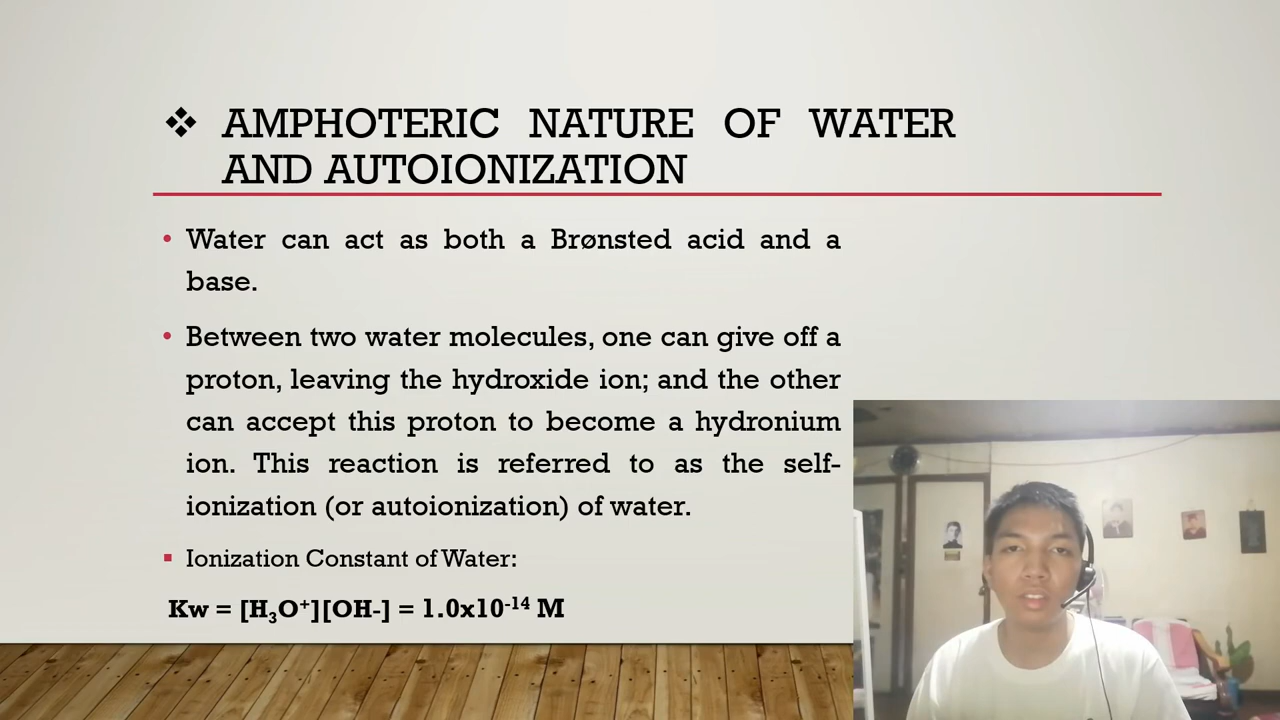 ❖ AMPHOTERIC NATURE OF WATER
AND AUTOIONIZATION
• Water can act as both a Brønsted acid and a
base.
• Between two water molecules, one can give off a
proton, leaving the hydroxide ion; and the other
can accept this proton to become a hydronium
ion. This reaction is referred to as the self-
ionization (or autoionization) of water.
▪ Ionization Constant of Water:
Kw = [H₃O⁺][OH-] = 1.0x10⁻¹⁴ M